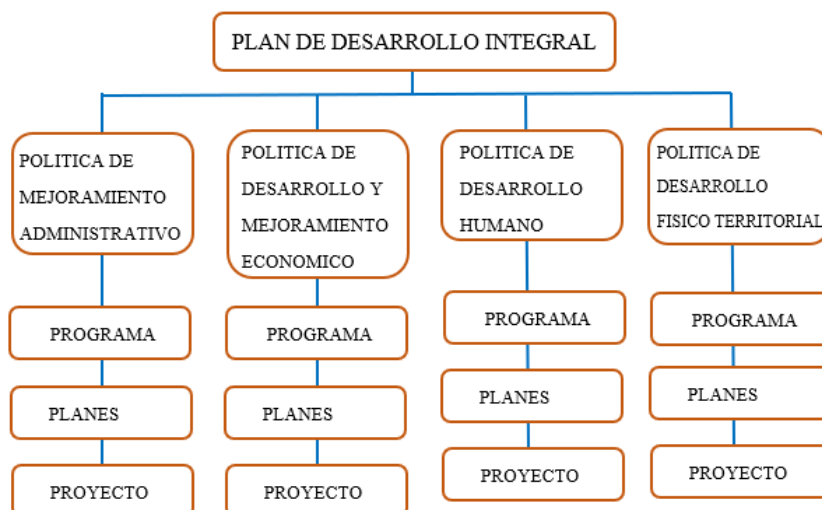 PLAN DE DESARROLLO INTEGRAL
POLITICA DE
MEJORAMIENTO
ADMINISTRATIVO
POLITICA DE
DESARROLLO Y
MEJORAMIENTO
ECONOMICO
POLITICA DE
DESARROLLO
HUMANO
POLITICA DE
DESARROLLO
FISICO TERRITORIAL
PROGRAMA
PROGRAMA
PROGRAMA
PROGRAMA
PLANES
PLANES
PLANES
PLANES
PROYECTO
PROYECTO
PROYECTO
PROYECTO